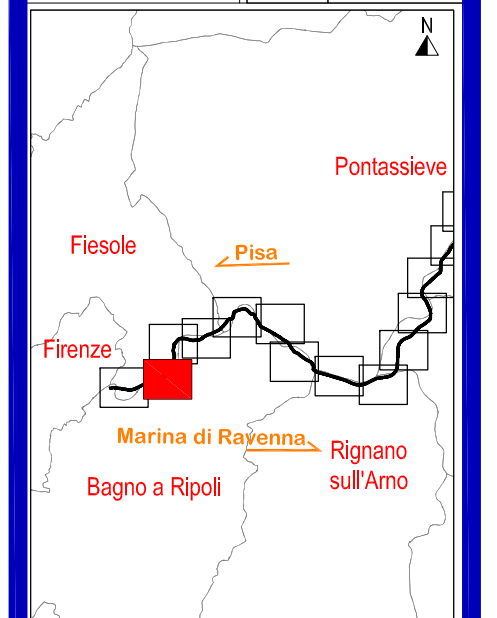 N
Pontassieve
Fiesole
Pisa
Firenze
Marina di Ravenna
Rignano
sull'Arno
Bagno a Ripoli